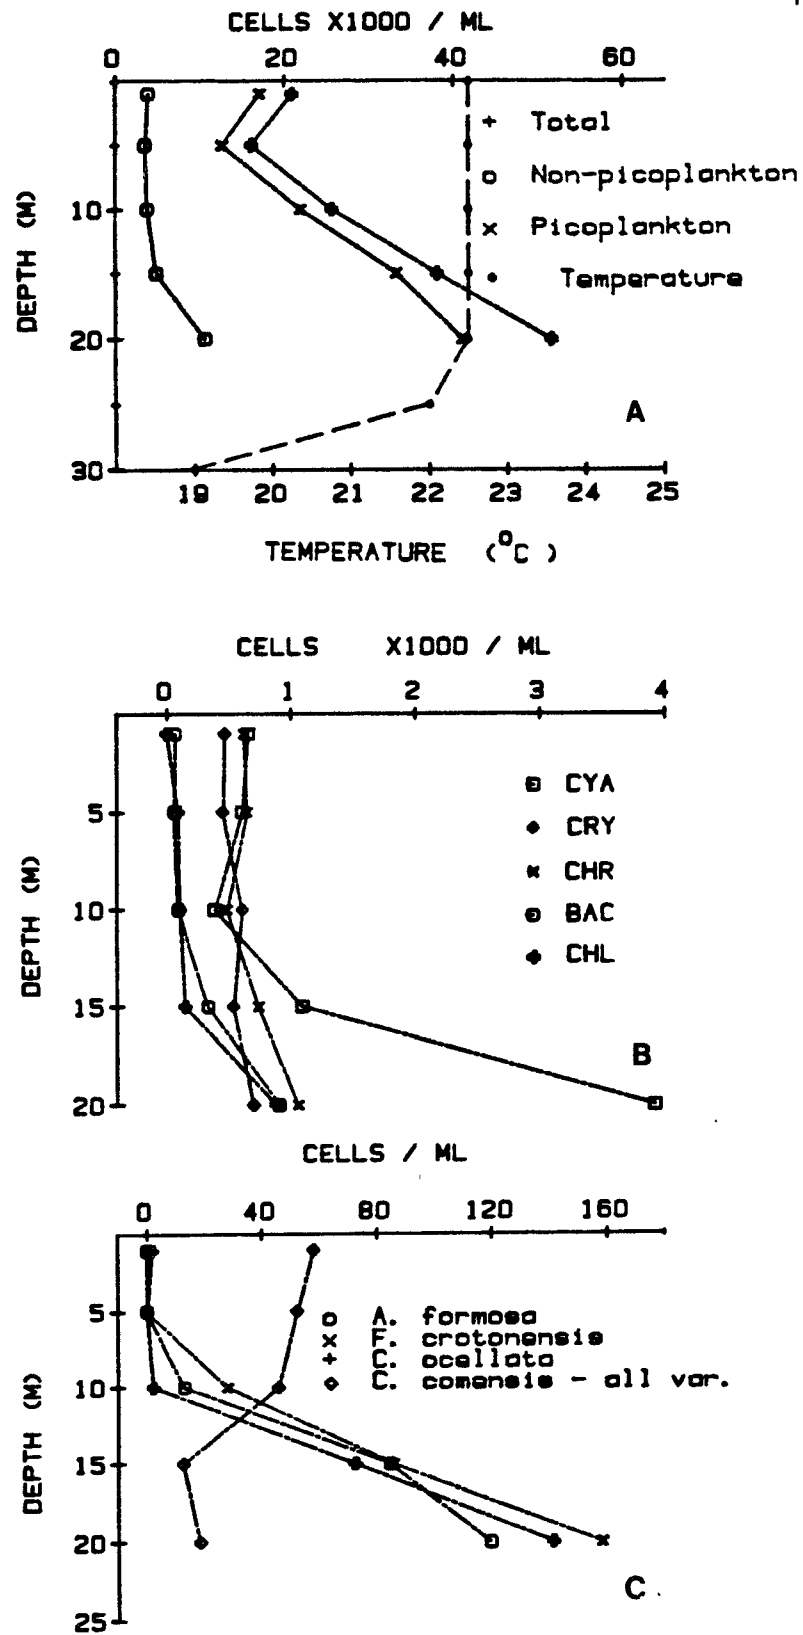 CELLS X1000 / ML
0 20 40 60
+ Total
o Non-picoplankton
x Picoplankton
• Temperature
DEPTH (M)
10
20
30
A
19 20 21 22 23 24 25
TEMPERATURE (°C )
CELLS X1000 / ML
0 1 2 3 4
CYA
CRY
CHR
BAC
CHL
DEPTH (M)
5
10
15
20
B
CELLS / ML
0 40 80 120 160
o A. formosa
x F. crotonensis
+ C. ocellata
◇ C. comensis - all var.
DEPTH (M)
5
10
15
20
25
C